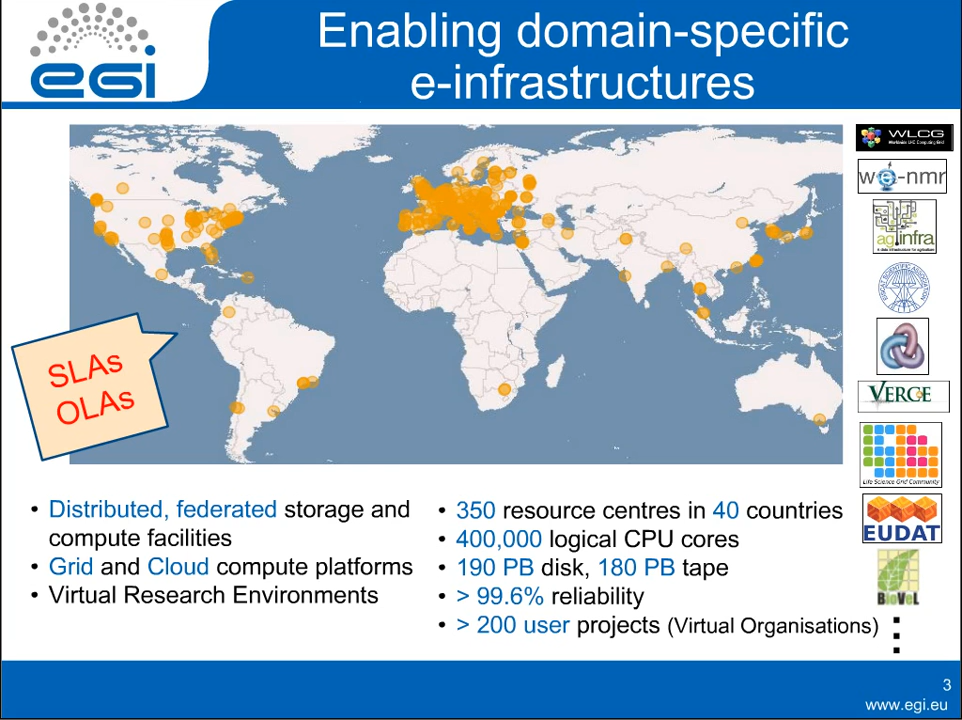 egi
Enabling domain-specific
e-infrastructures
WLCG
Worldwide LHC Computing Grid
we-nmr
aginfra
VERCE
Life Science Grid Community
EUDAT
BioVeL
SLAs
OLAs
• Distributed, federated storage and
compute facilities
• Grid and Cloud compute platforms
• Virtual Research Environments
• 350 resource centres in 40 countries
• 400,000 logical CPU cores
• 190 PB disk, 180 PB tape
• > 99.6% reliability
• > 200 user projects (Virtual Organisations)
3
www.egi.eu